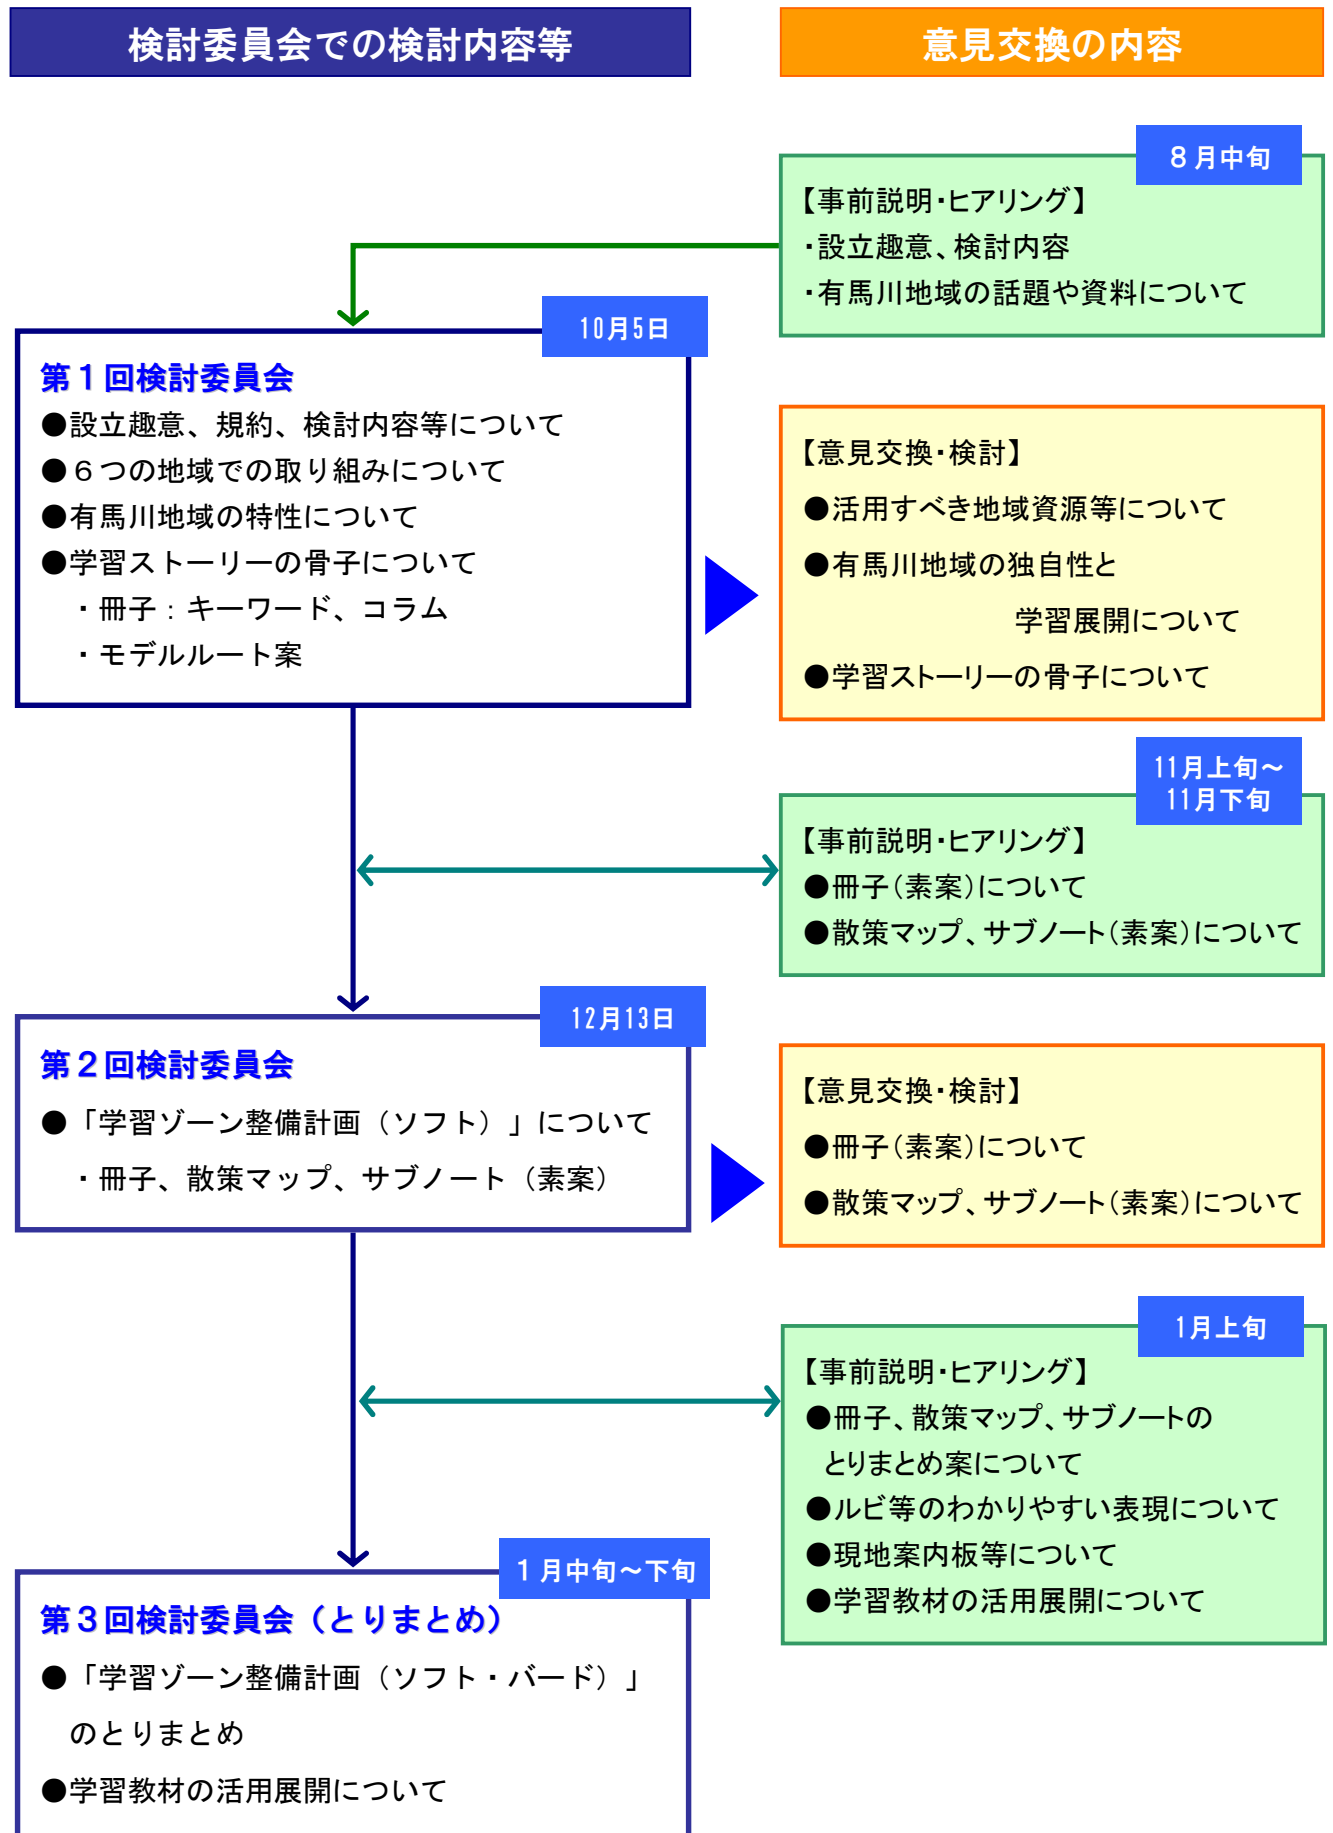 検討委員会での検討内容等
意見交換の内容
８月中旬
【事前説明・ヒアリング】
・設立趣意、検討内容
・有馬川地域の話題や資料について
10月5日
第１回検討委員会
●設立趣意、規約、検討内容等について
●６つの地域での取り組みについて
●有馬川地域の特性について
●学習ストーリーの骨子について
・冊子：キーワード、コラム
・モデルルート案
【意見交換・検討】
●活用すべき地域資源等について
●有馬川地域の独自性と
学習展開について
●学習ストーリーの骨子について
11月上旬～
11月下旬
【事前説明・ヒアリング】
●冊子（素案）について
●散策マップ、サブノート（素案）について
12月13日
第２回検討委員会
●「学習ゾーン整備計画（ソフト）」について
・冊子、散策マップ、サブノート（素案）
【意見交換・検討】
●冊子（素案）について
●散策マップ、サブノート（素案）について
1月上旬
【事前説明・ヒアリング】
●冊子、散策マップ、サブノートの
とりまとめ案について
●ルビ等のわかりやすい表現について
●現地案内板等について
●学習教材の活用展開について
１月中旬～下旬
第３回検討委員会（とりまとめ）
●「学習ゾーン整備計画（ソフト・バード）」
のとりまとめ
●学習教材の活用展開について